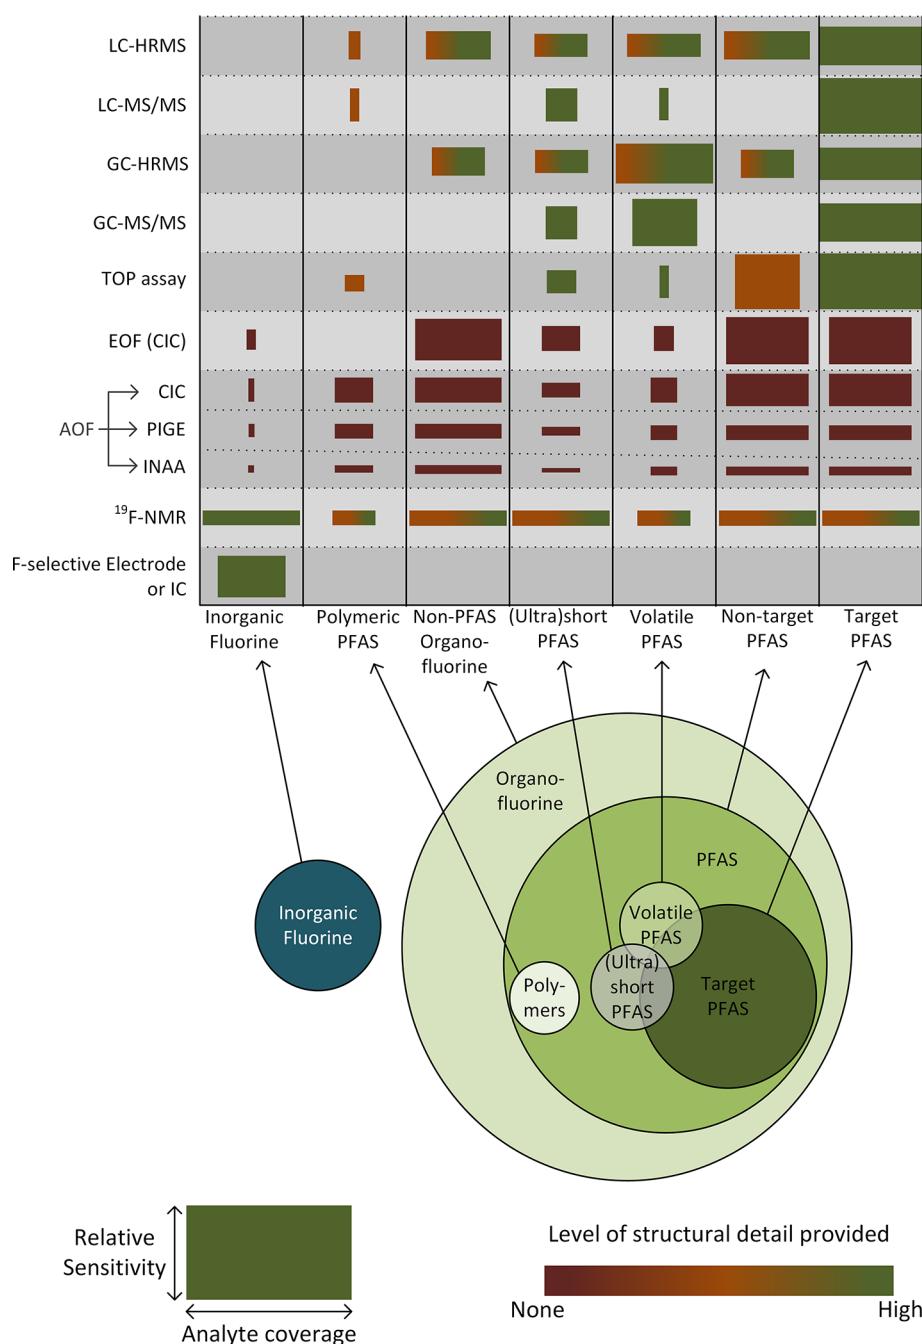 LC-HRMS
LC-MS/MS
GC-HRMS
GC-MS/MS
TOP assay
EOF (CIC)
CIC
AOF
PIGE
INAA
19F-NMR
F-selective Electrode
or IC
Inorganic
Fluorine
Polymeric
PFAS
Non-PFAS
Organo-
fluorine
(Ultra)short
PFAS
Volatile
PFAS
Non-target
PFAS
Target
PFAS
Organo-
fluorine
PFAS
Inorganic
Fluorine
Volatile
PFAS
(Ultra)
short
PFAS
Poly-
mers
Target
PFAS
Relative
Sensitivity
Analyte coverage
Level of structural detail provided
None
High